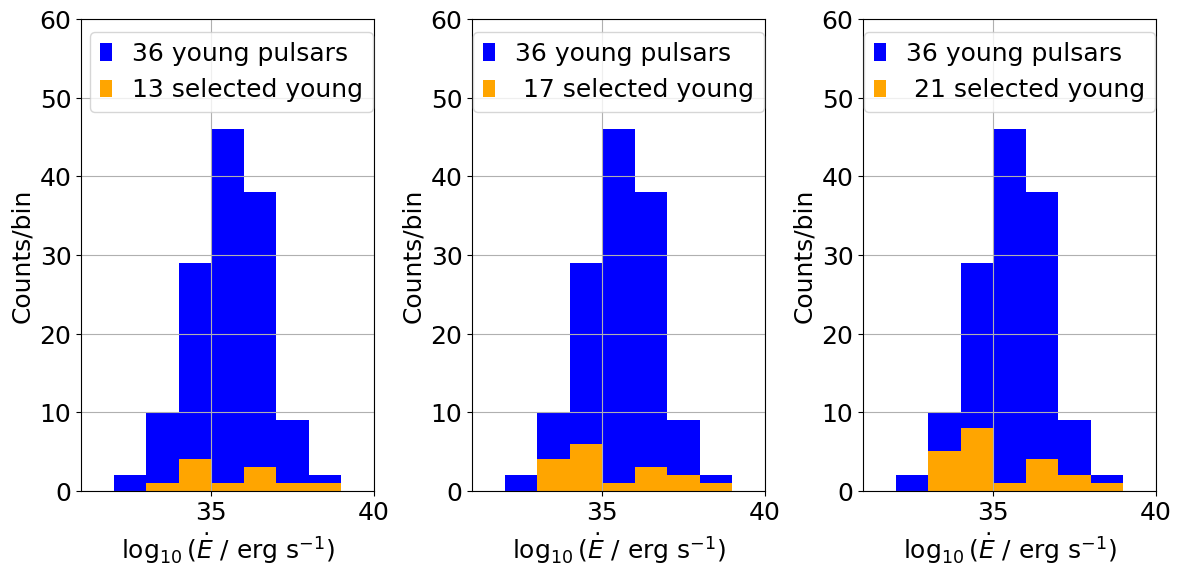 60
50
40
30
20
10
0
Counts/bin
36 young pulsars
13 selected young
35
40
log₁₀(Ė / erg s⁻¹)
60
50
40
30
20
10
0
Counts/bin
36 young pulsars
17 selected young
35
40
log₁₀(Ė / erg s⁻¹)
60
50
40
30
20
10
0
Counts/bin
36 young pulsars
21 selected young
35
40
log₁₀(Ė / erg s⁻¹)